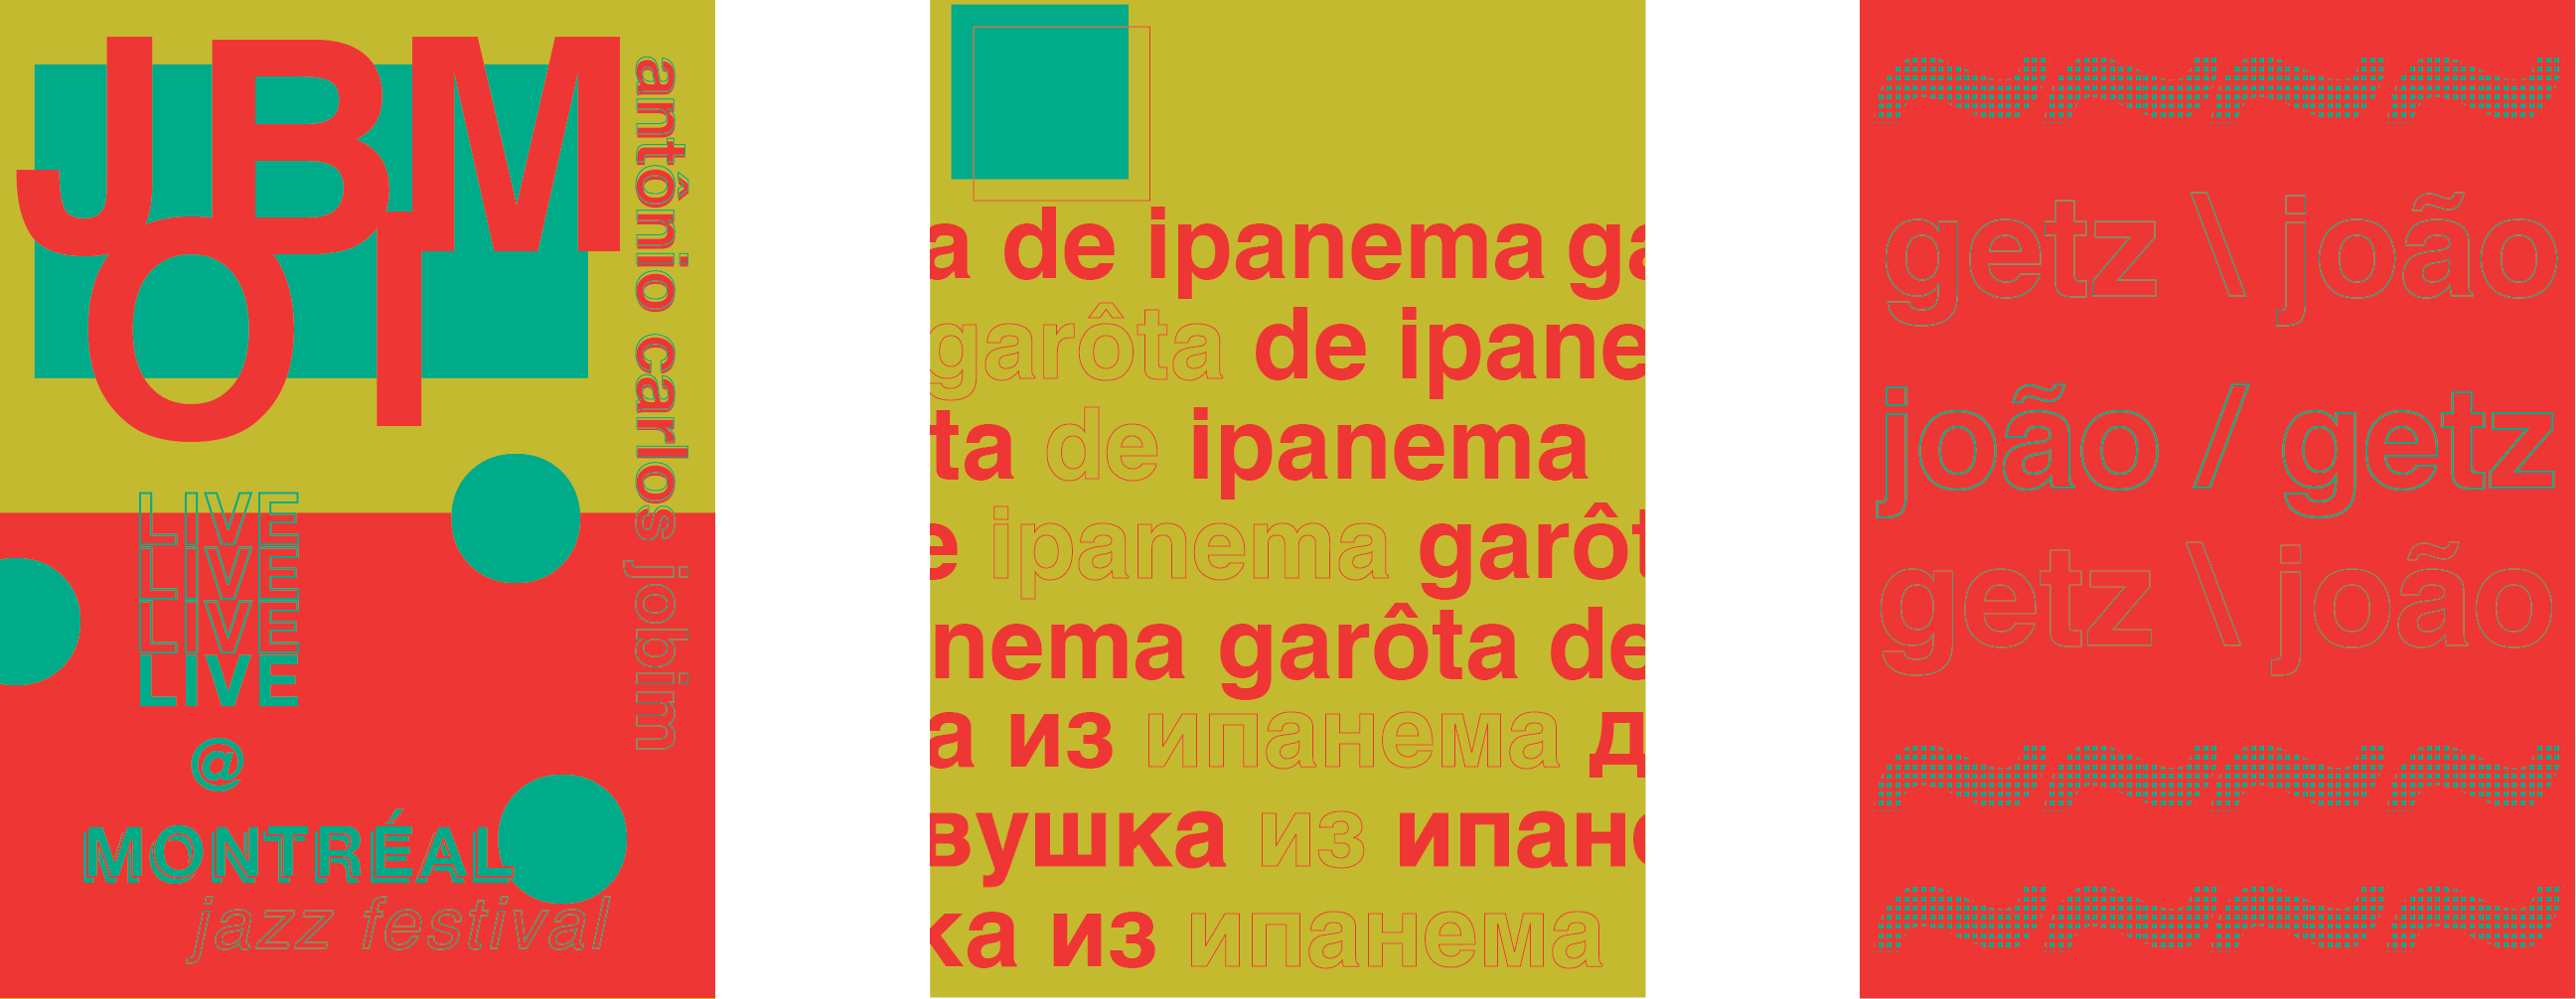 JBM
OI
antônio carlos jobim
LIVE
LIVE
LIVE
LIVE
@
MONTRÉAL
jazz festival
a de ipanema ga
garôta de ipane
ta de ipanema
e ipanema garôt
nema garôta de
а из ипанема д
вушка из ипане
ка из ипанема
getz \ joão
joão / getz
getz \ joão